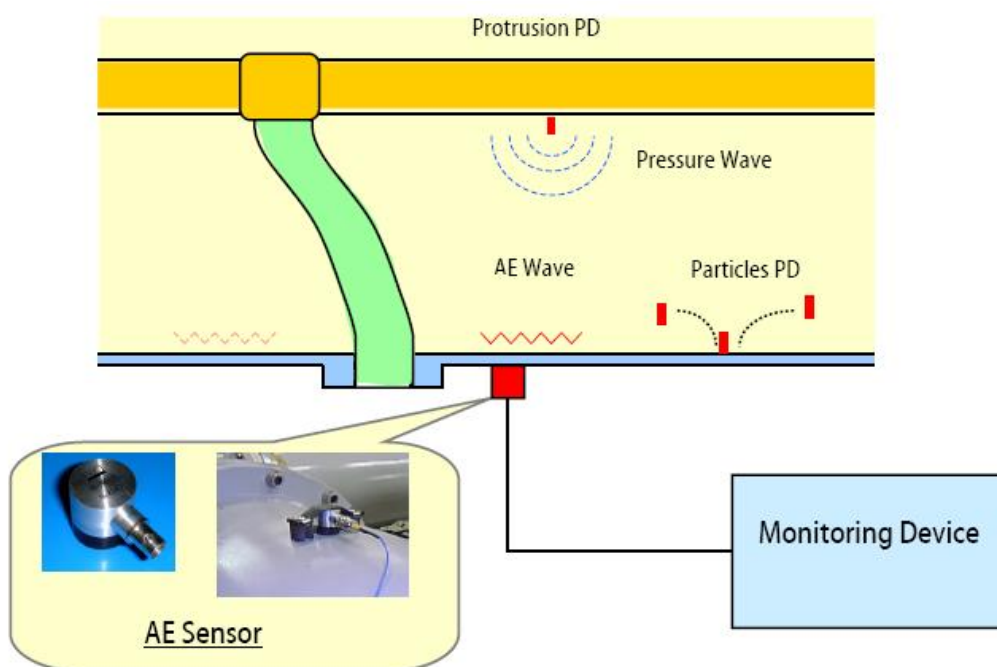 Protrusion PD
Pressure Wave
AE Wave
Particles PD
Monitoring Device
AE Sensor